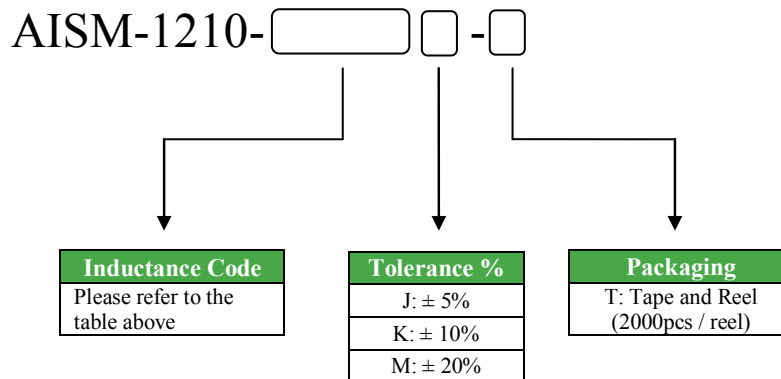 AISM-1210- -
Inductance Code
Please refer to the
table above
Tolerance %
J: ± 5%
K: ± 10%
M: ± 20%
Packaging
T: Tape and Reel
(2000pcs / reel)